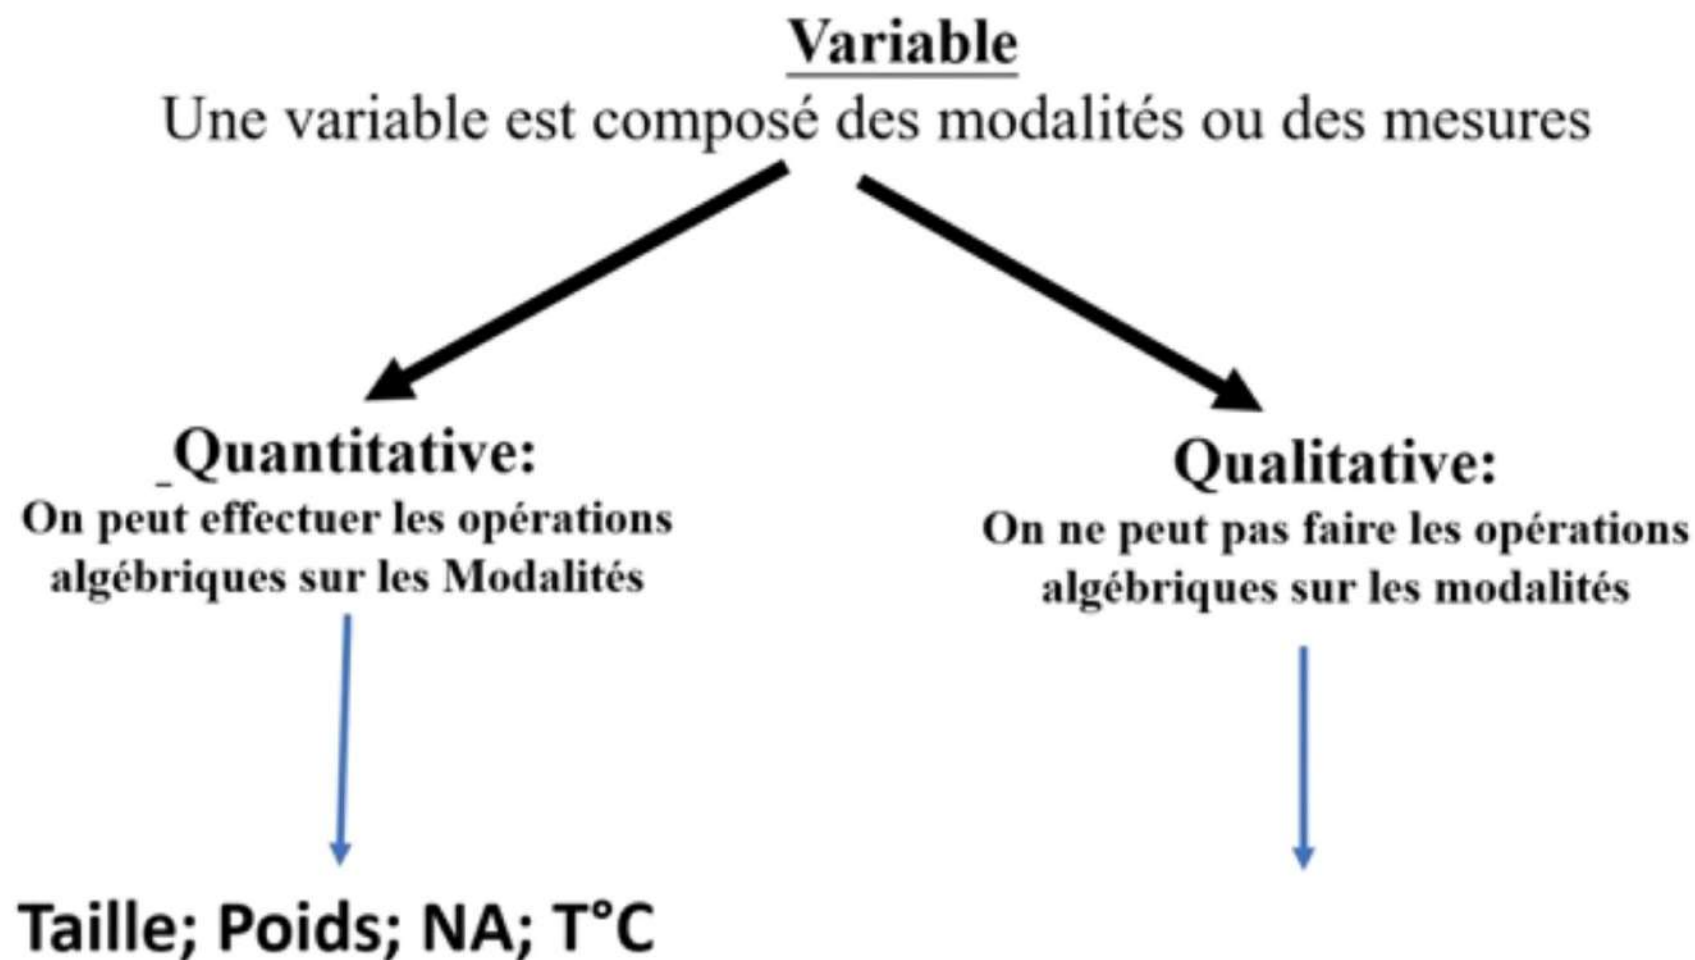 Variable
Une variable est composé des modalités ou des mesures
_Quantitative:
On peut effectuer les opérations
algébriques sur les Modalités
Qualitative:
On ne peut pas faire les opérations
algébriques sur les modalités
Taille; Poids; NA; T°C